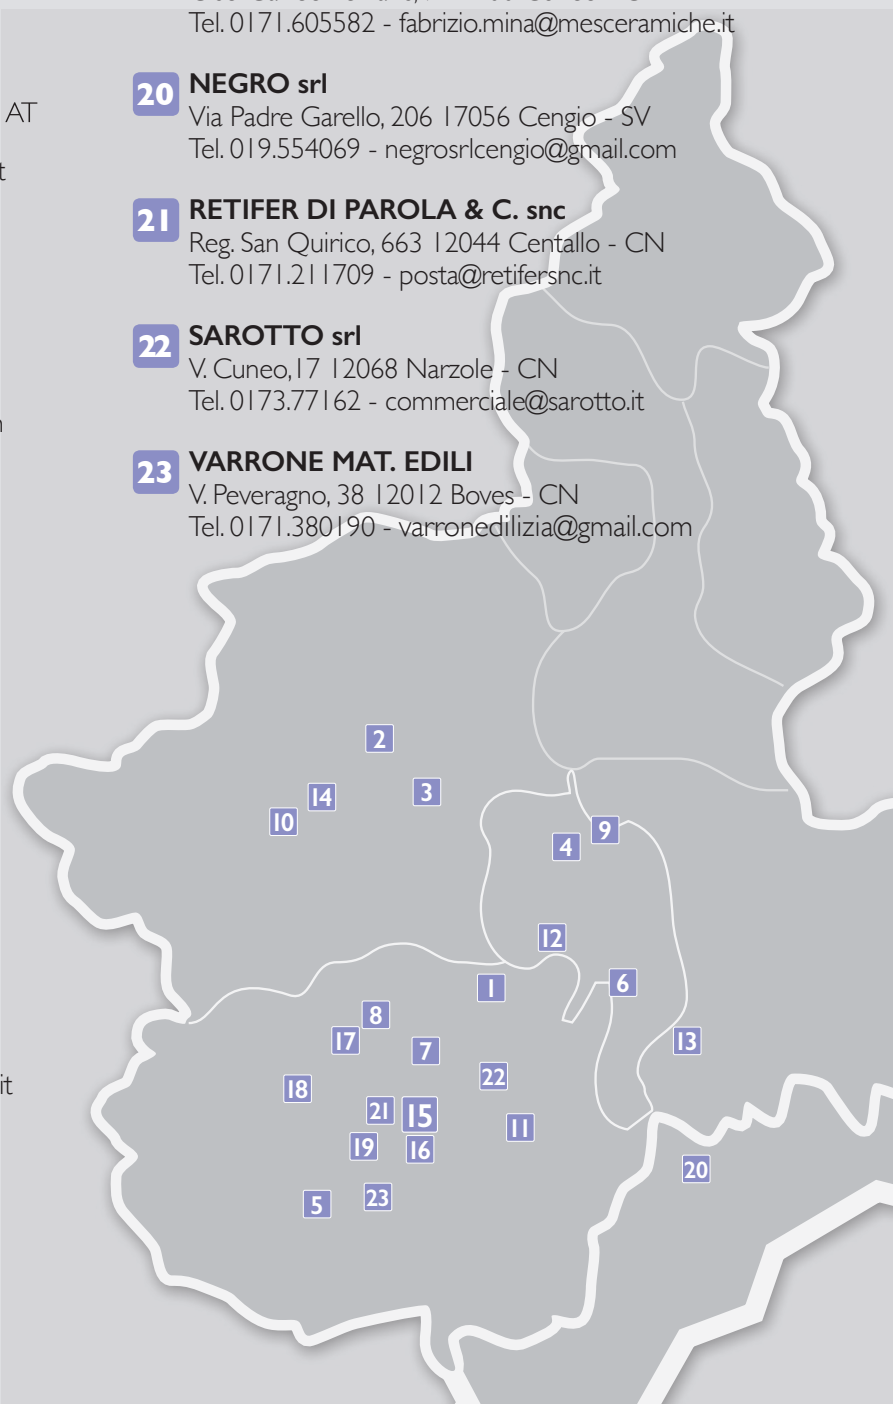 Tel. 0171.605582 - fabrizio.mina@mesceramiche.it
20 NEGRO srl
AT
Via Padre Garello, 206 17056 Cengio - SV
Tel. 019.554069 - negrosrlcengio@gmail.com
t
21 RETIFER DI PAROLA & C. snc
Reg. San Quirico, 663 12044 Centallo - CN
Tel. 0171.211709 - posta@retifersnc.it
22 SAROTTO srl
V. Cuneo,17 12068 Narzole - CN
Tel. 0173.77162 - commerciale@sarotto.it
23 VARRONE MAT. EDILI
V. Peveragno, 38 12012 Boves - CN
Tel. 0171.380190 - varronedilizia@gmail.com
2
14
3
10
9
4
12
6
1
8
17
7
13
22
18
it
21
15
11
19
16
20
5
23